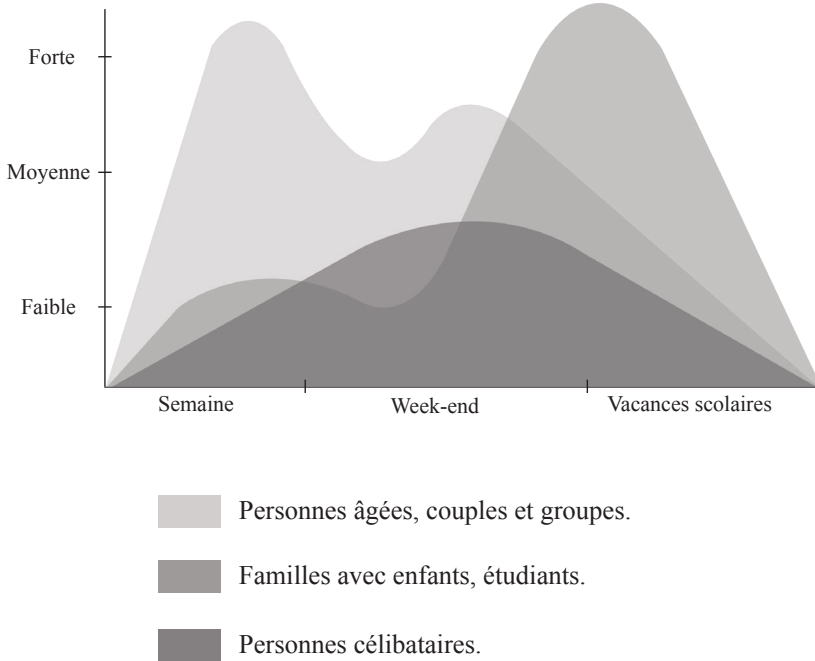 Forte
Moyenne
Faible
Semaine
Week-end
Vacances scolaires
Personnes âgées, couples et groupes.
Familles avec enfants, étudiants.
Personnes célibataires.